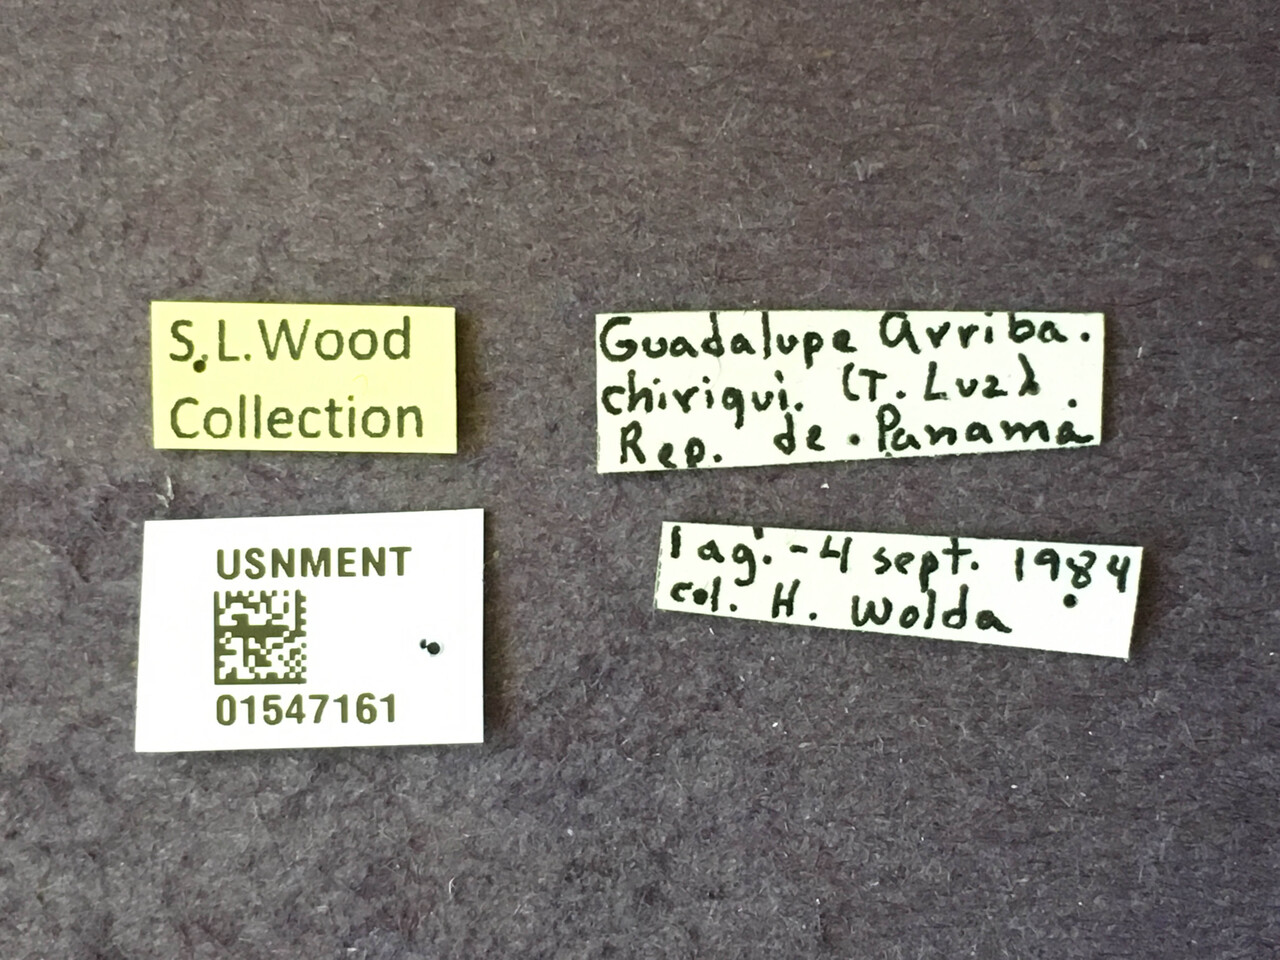 S. L. Wood
Collection
Guadalupe Arriba.
chiriqui. (T. Luz).
Rep. de. Panama
USNMENT
01547161
1 ag. - 4 sept. 1984
col. H. Wolda